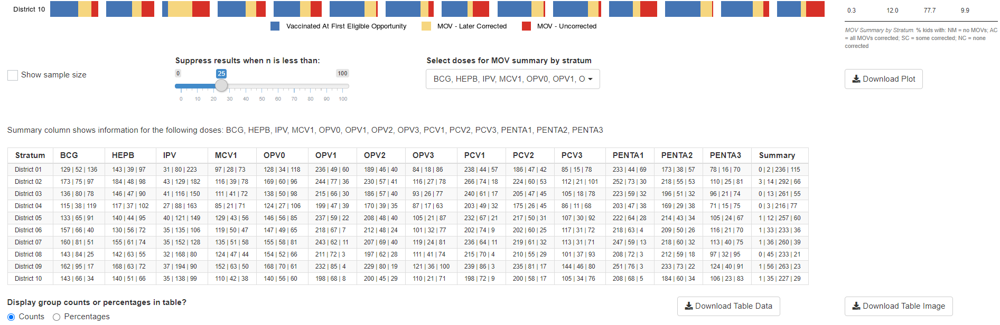 District 10
0.3 12.0 77.7 9.9
Vaccinated At First Eligible Opportunity MOV - Later Corrected MOV - Uncorrected
MOV Summary by Stratum. % kids with: NM = no MOVs; AC
= all MOVs corrected; SC = some corrected; NC = none
corrected
Show sample size
Suppress results when n is less than:
0 25 100
0 10 20 30 40 50 60 70 80 90 100
Select doses for MOV summary by stratum
BCG, HEPB, IPV, MCV1, OPV0, OPV1, O
Download Plot
Summary column shows information for the following doses: BCG, HEPB, IPV, MCV1, OPV0, OPV1, OPV2, OPV3, PCV1, PCV2, PCV3, PENTA1, PENTA2, PENTA3
Stratum BCG HEPB IPV MCV1 OPV0 OPV1 OPV2 OPV3 PCV1 PCV2 PCV3 PENTA1 PENTA2 PENTA3 Summary
District 01 129 | 52 | 136 143 | 39 | 97 31 | 80 | 223 97 | 28 | 73 128 | 34 | 118 236 | 49 | 60 189 | 46 | 40 84 | 18 | 86 238 | 44 | 57 186 | 47 | 42 85 | 15 | 78 233 | 44 | 69 173 | 38 | 57 78 | 16 | 70 0 | 2 | 236 | 115
District 02 173 | 75 | 97 184 | 48 | 98 43 | 129 | 182 116 | 39 | 78 169 | 60 | 96 244 | 77 | 36 230 | 57 | 41 116 | 27 | 78 266 | 74 | 18 224 | 60 | 53 112 | 21 | 101 252 | 73 | 30 218 | 55 | 53 110 | 25 | 81 3 | 14 | 292 | 66
District 03 136 | 80 | 78 146 | 47 | 90 41 | 116 | 150 111 | 41 | 72 138 | 50 | 98 215 | 66 | 30 186 | 57 | 40 93 | 26 | 77 240 | 61 | 17 205 | 47 | 45 105 | 18 | 78 223 | 59 | 32 196 | 51 | 32 96 | 21 | 74 0 | 13 | 261 | 55
District 04 115 | 38 | 119 117 | 37 | 102 27 | 88 | 163 85 | 21 | 71 124 | 27 | 106 199 | 47 | 39 170 | 39 | 35 87 | 17 | 63 203 | 49 | 32 175 | 26 | 45 86 | 11 | 68 203 | 47 | 38 169 | 29 | 38 71 | 15 | 75 0 | 3 | 216 | 77
District 05 133 | 65 | 91 140 | 44 | 95 40 | 121 | 149 129 | 43 | 56 146 | 56 | 85 237 | 59 | 22 208 | 48 | 40 105 | 21 | 87 232 | 67 | 21 217 | 50 | 31 107 | 30 | 92 222 | 64 | 28 214 | 43 | 34 105 | 24 | 67 1 | 12 | 257 | 60
District 06 157 | 66 | 40 130 | 56 | 72 35 | 135 | 106 119 | 50 | 47 147 | 49 | 65 218 | 67 | 7 212 | 48 | 24 101 | 32 | 77 202 | 74 | 9 202 | 60 | 25 117 | 31 | 72 218 | 63 | 4 209 | 50 | 26 116 | 21 | 70 1 | 33 | 233 | 36
District 07 160 | 81 | 51 155 | 61 | 74 35 | 152 | 128 135 | 51 | 58 155 | 58 | 81 243 | 62 | 11 207 | 69 | 40 119 | 24 | 81 236 | 64 | 11 219 | 61 | 32 113 | 31 | 71 247 | 59 | 13 218 | 60 | 32 113 | 40 | 75 1 | 36 | 260 | 39
District 08 143 | 84 | 25 142 | 63 | 55 32 | 168 | 80 124 | 47 | 44 154 | 52 | 66 211 | 72 | 3 197 | 62 | 28 111 | 41 | 74 215 | 70 | 4 210 | 55 | 29 101 | 37 | 93 208 | 72 | 3 212 | 59 | 18 97 | 32 | 95 0 | 45 | 233 | 21
District 09 162 | 95 | 17 168 | 63 | 72 37 | 194 | 90 152 | 63 | 50 168 | 70 | 61 232 | 85 | 4 229 | 80 | 19 121 | 36 | 100 239 | 86 | 3 235 | 81 | 17 144 | 46 | 80 251 | 76 | 3 233 | 73 | 22 124 | 40 | 91 1 | 56 | 263 | 23
District 10 143 | 66 | 34 140 | 51 | 66 35 | 138 | 99 110 | 42 | 38 140 | 56 | 60 198 | 68 | 8 200 | 45 | 29 110 | 21 | 71 198 | 72 | 9 200 | 58 | 17 105 | 34 | 76 208 | 68 | 5 184 | 60 | 34 106 | 23 | 83 1 | 35 | 227 | 29
Display group counts or percentages in table?
Counts Percentages
Download Table Data
Download Table Image